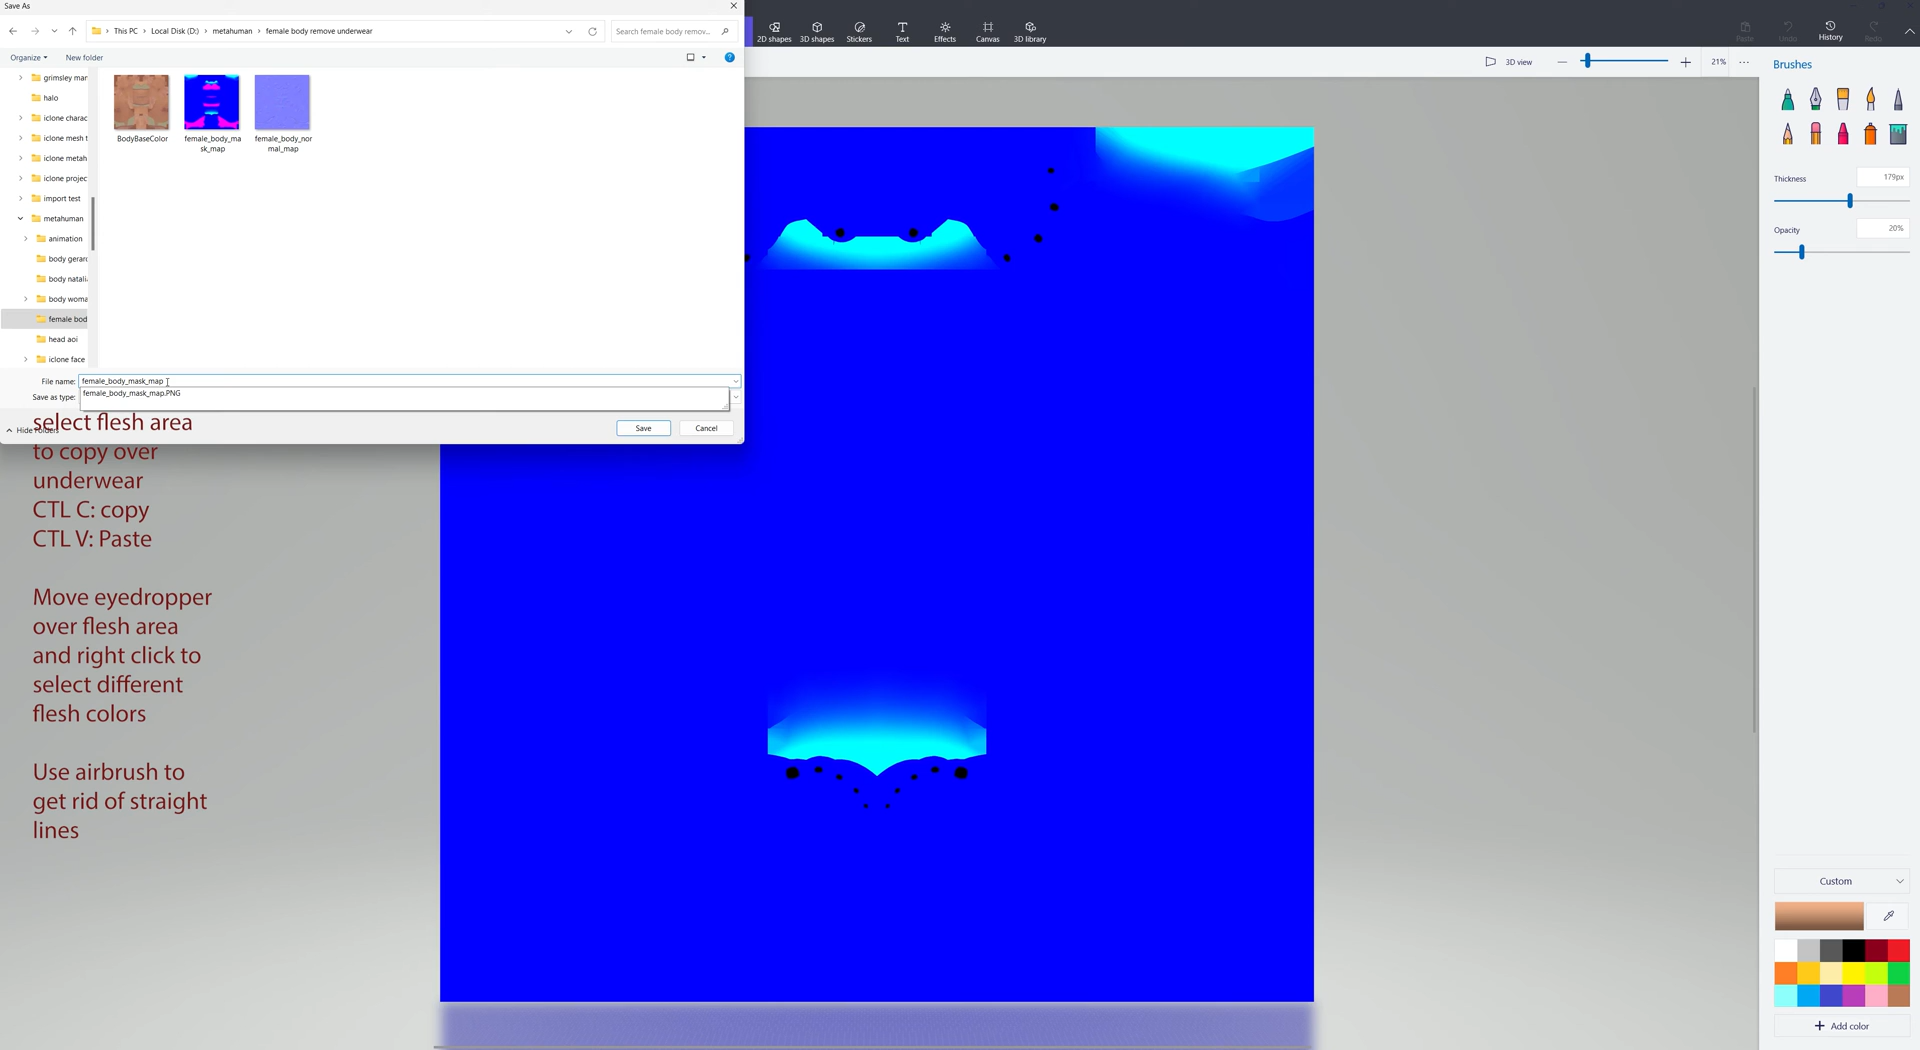 Save As
This PC > Local Disk (D:) > metahuman > female body remove underwear
Search female body remov...
Organize
New folder
grimsley mar
halo
iclone charac
iclone mesh t
iclone metah
iclone projec
import test
metahuman
animation
body gerar
body natali
body woma
female bod
head aoi
iclone face
BodyBaseColor
female_body_ma
sk_map
female_body_nor
mal_map
File name: female_body_mask_map
female_body_mask_map.PNG
Save as type:
Hide Folders
Save
Cancel
select flesh area
to copy over
underwear
CTL C: copy
CTL V: Paste
Move eyedropper
over flesh area
and right click to
select different
flesh colors
Use airbrush to
get rid of straight
lines
2D shapes
3D shapes
Stickers
Text
Effects
Canvas
3D library
Paste
Undo
History
Redo
3D view
21%
Brushes
Thickness
179px
Opacity
20%
Custom
Add color